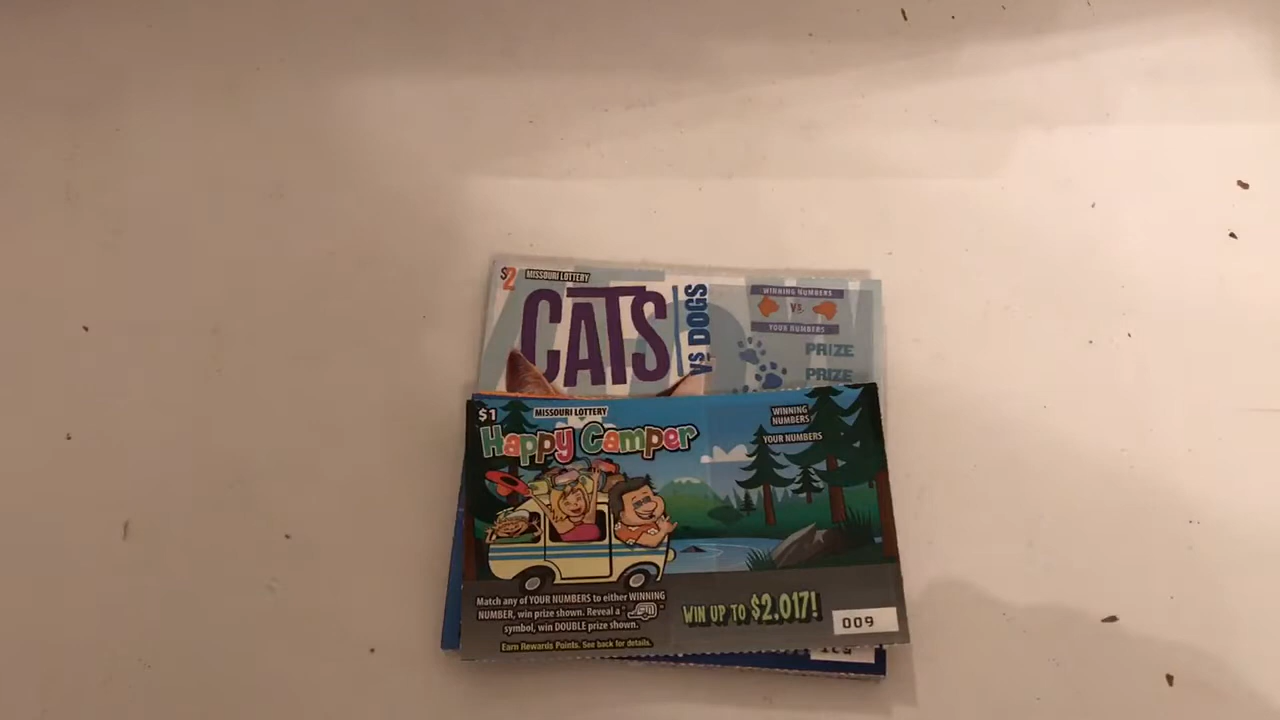 $2 MISSOURI LOTTERY
CATS
VS DOGS
WINNING NUMBERS
VS.
YOUR NUMBERS
PRIZE
PRIZE
$1 MISSOURI LOTTERY
Happy Camper
WINNING
NUMBERS
YOUR NUMBERS
Match any of YOUR NUMBERS to either WINNING
NUMBER, win prize shown. Reveal a " "
symbol, win DOUBLE prize shown.
WIN UP TO $2,017!
009
Earn Rewards Points. See back for details.